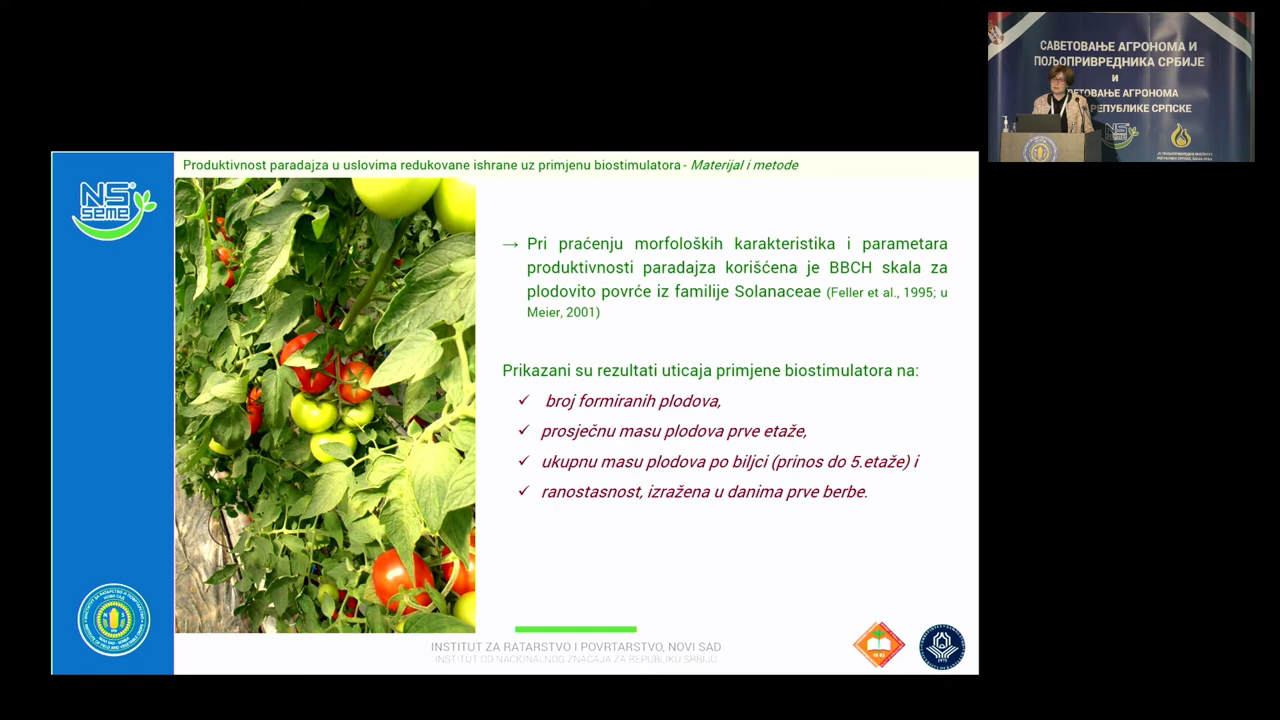 САВЕТОВАЊЕ АГРОНОМА И
ПОЉОПРИВРЕДНИКА СРБИЈЕ
И
ВЕТОВАЊЕ АГРОНОМА
РЕПУБЛИКЕ СРПСКЕ
Produktivnost paradajza u uslovima redukovane ishrane uz primjenu biostimulatora - Materijal i metode
NS®
seme
→ Pri praćenju morfoloških karakteristika i parametara
produktivnosti paradajza korišćena je BBCH skala za
plodovito povrće iz familije Solanaceae (Feller et al., 1995; u
Meier, 2001)
Prikazani su rezultati uticaja primjene biostimulatora na:
✓ broj formiranih plodova,
✓ prosječnu masu plodova prve etaže,
✓ ukupnu masu plodova po biljci (prinos do 5.etaže) i
✓ ranostasnost, izražena u danima prve berbe.
INSTITUT ZA RATARSTVO I POVRTARSTVO, NOVI SAD
INSTITUT OD NACIONALNOG ZNAČAJA ZA REPUBLIKU SRBIJU